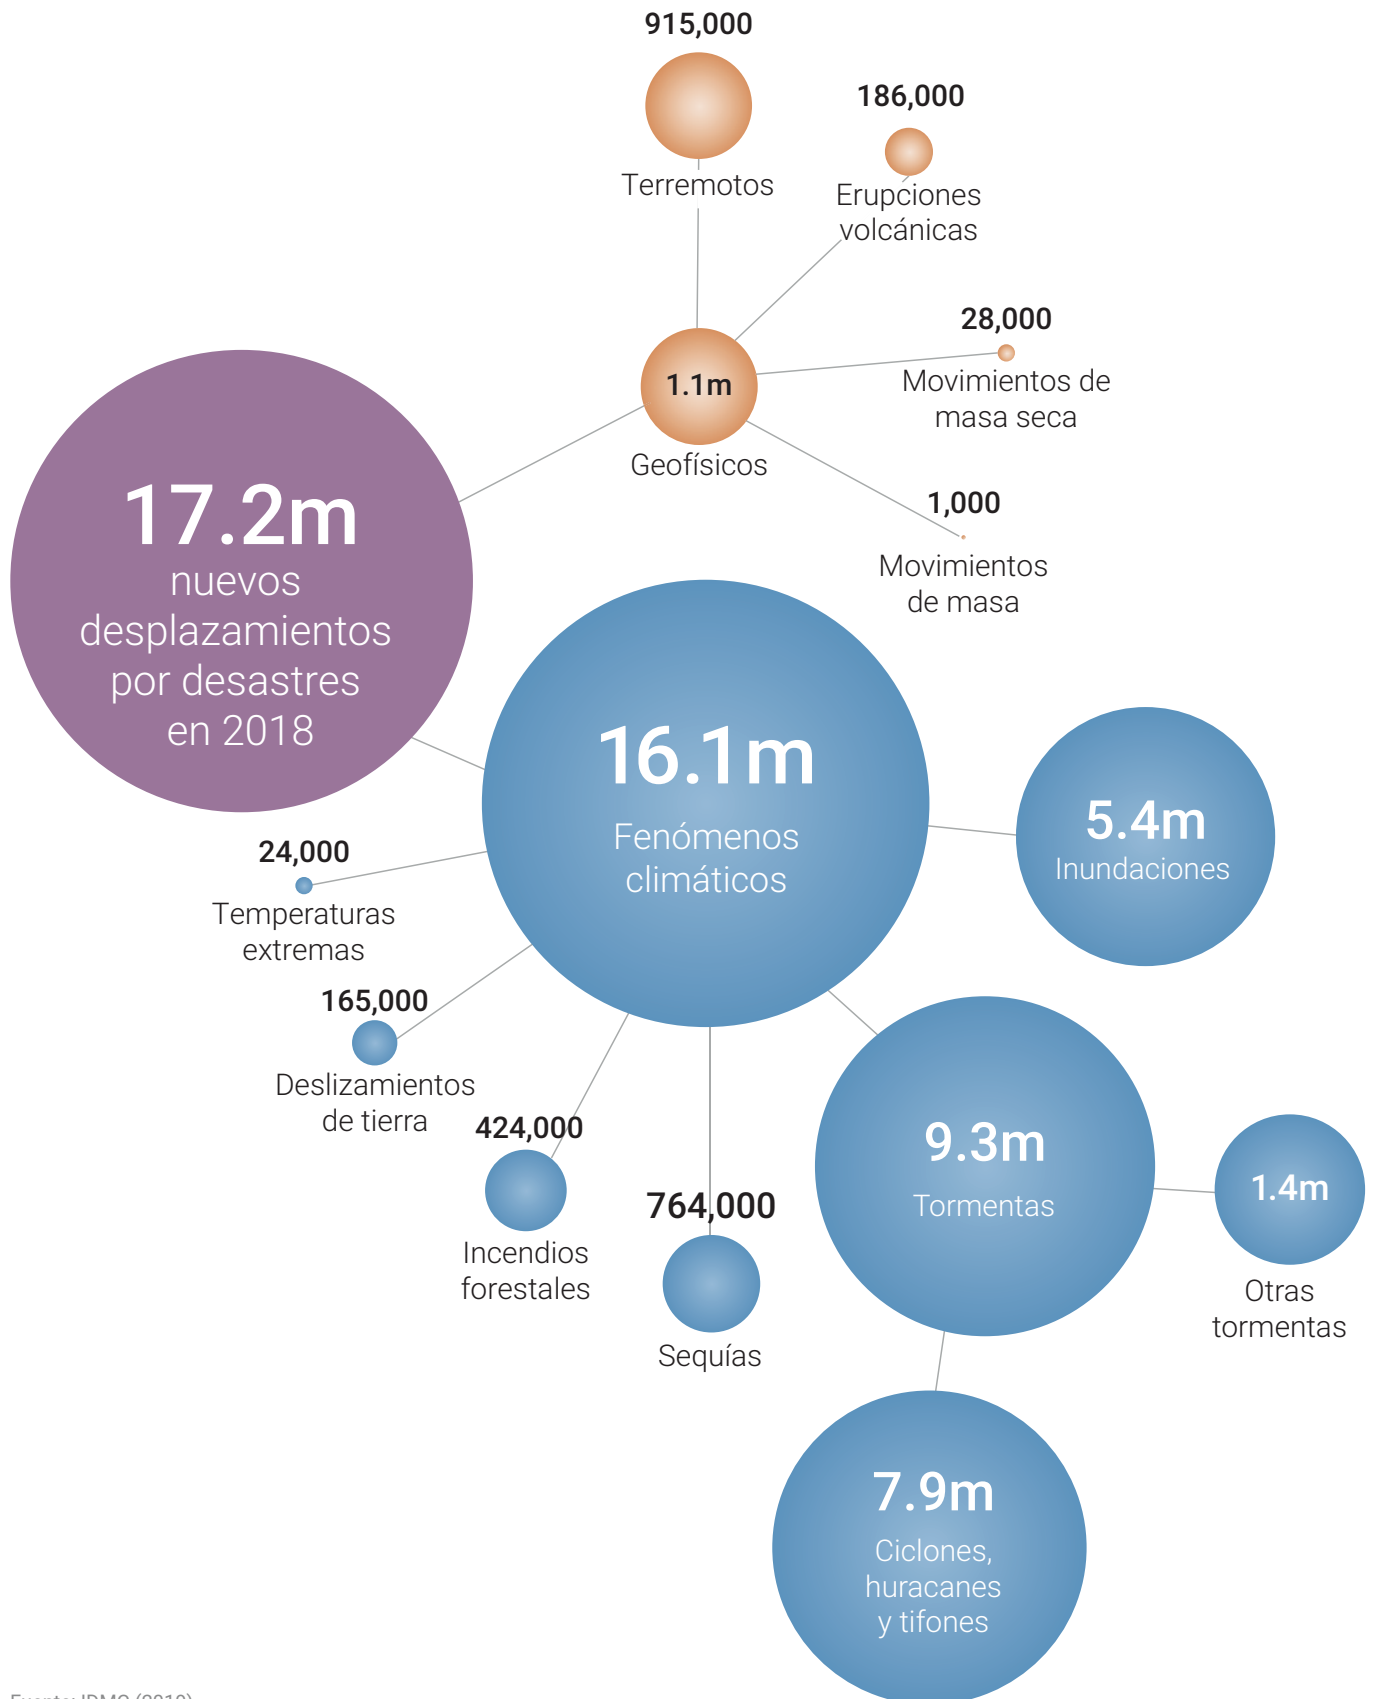 915,000
Terremotos
186,000
Erupciones
volcánicas
28,000
Movimientos de
masa seca
1.1m
Geofísicos
1,000
Movimientos
de masa
17.2m
nuevos
desplazamientos
por desastres
en 2018
16.1m
Fenómenos
climáticos
5.4m
Inundaciones
24,000
Temperaturas
extremas
165,000
Deslizamientos
de tierra
424,000
Incendios
forestales
764,000
Sequías
9.3m
Tormentas
1.4m
Otras
tormentas
7.9m
Ciclones,
huracanes
y tifones